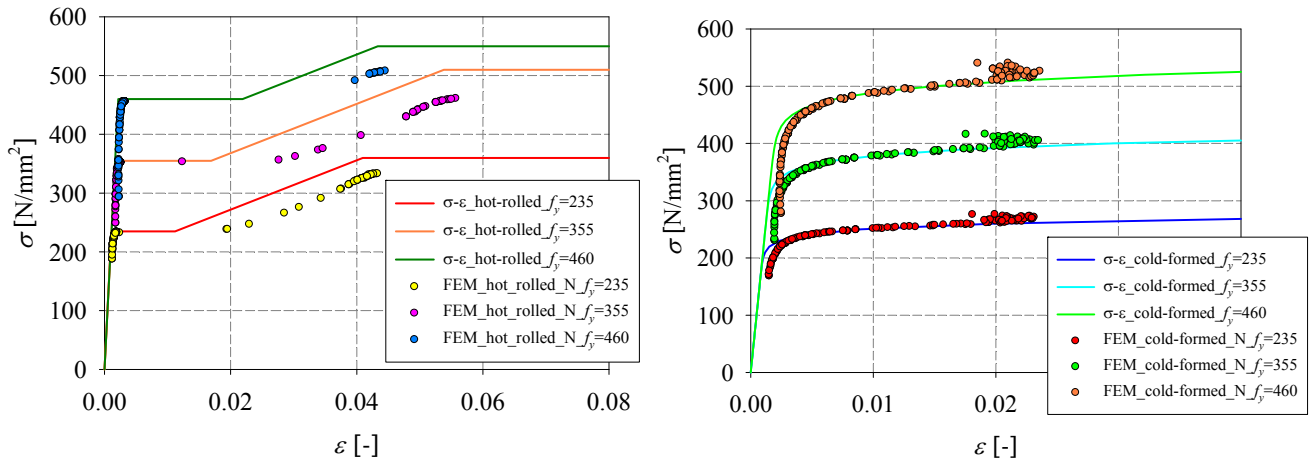 600
500
400
300
200
100
0
σ [N/mm²]
0.00
0.02
0.04
0.06
0.08
ε [-]
σ-ε_hot-rolled_fy=235
σ-ε_hot-rolled_fy=355
σ-ε_hot-rolled_fy=460
FEM_hot_rolled_N_fy=235
FEM_hot_rolled_N_fy=355
FEM_hot_rolled_N_fy=460
600
500
400
300
200
100
0
σ [N/mm²]
0.00
0.01
0.02
ε [-]
σ-ε_cold-formed_fy=235
σ-ε_cold-formed_fy=355
σ-ε_cold-formed_fy=460
FEM_cold-formed_N_fy=235
FEM_cold-formed_N_fy=355
FEM_cold-formed_N_fy=460